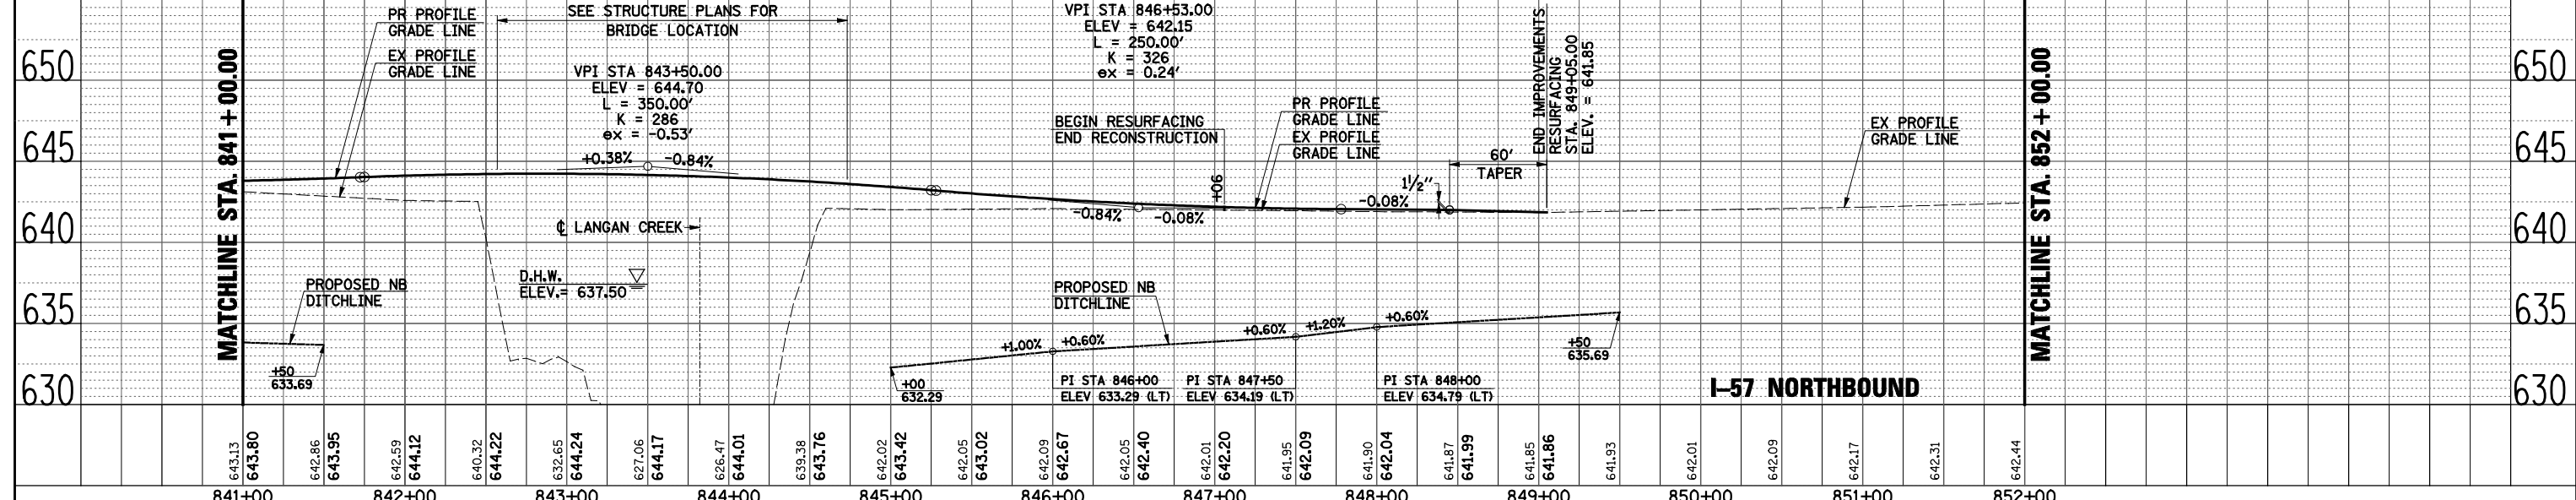 PR PROFILE
GRADE LINE
EX PROFILE
GRADE LINE
SEE STRUCTURE PLANS FOR
BRIDGE LOCATION
VPI STA 843+50.00
ELEV = 644.70
L = 350.00'
K = 286
ex = -0.53'
VPI STA 846+53.00
ELEV = 642.15
L = 250.00'
K = 326
ex = 0.24'
BEGIN RESURFACING
END RECONSTRUCTION
PR PROFILE
GRADE LINE
EX PROFILE
GRADE LINE
END IMPROVEMENTS
RESURFACING
STA. 849+05.00
ELEV. = 641.85
EX PROFILE
GRADE LINE
650
645
640
635
630
650
645
640
635
630
MATCHLINE STA. 841+00.00
MATCHLINE STA. 852+00.00
+0.38%
-0.84%
+06
-0.84%
-0.08%
-0.08%
1½"
60'
TAPER
℄ LANGAN CREEK
D.H.W.
ELEV.= 637.50
PROPOSED NB
DITCHLINE
+50
633.69
PROPOSED NB
DITCHLINE
+00
632.29
+1.00%
+0.60%
+0.60%
+1.20%
+0.60%
PI STA 846+00
ELEV 633.29 (LT)
PI STA 847+50
ELEV 634.19 (LT)
PI STA 848+00
ELEV 634.79 (LT)
+50
635.69
I-57 NORTHBOUND
643.13
643.80
642.86
643.95
642.59
644.12
640.32
644.22
632.65
644.24
627.06
644.17
626.47
644.01
639.38
643.76
642.02
643.42
642.05
643.02
642.09
642.67
642.05
642.40
642.01
642.20
641.95
642.09
641.90
642.04
641.87
641.99
641.85
641.86
641.93
642.01
642.09
642.17
642.31
642.44
841+00
842+00
843+00
844+00
845+00
846+00
847+00
848+00
849+00
850+00
851+00
852+00